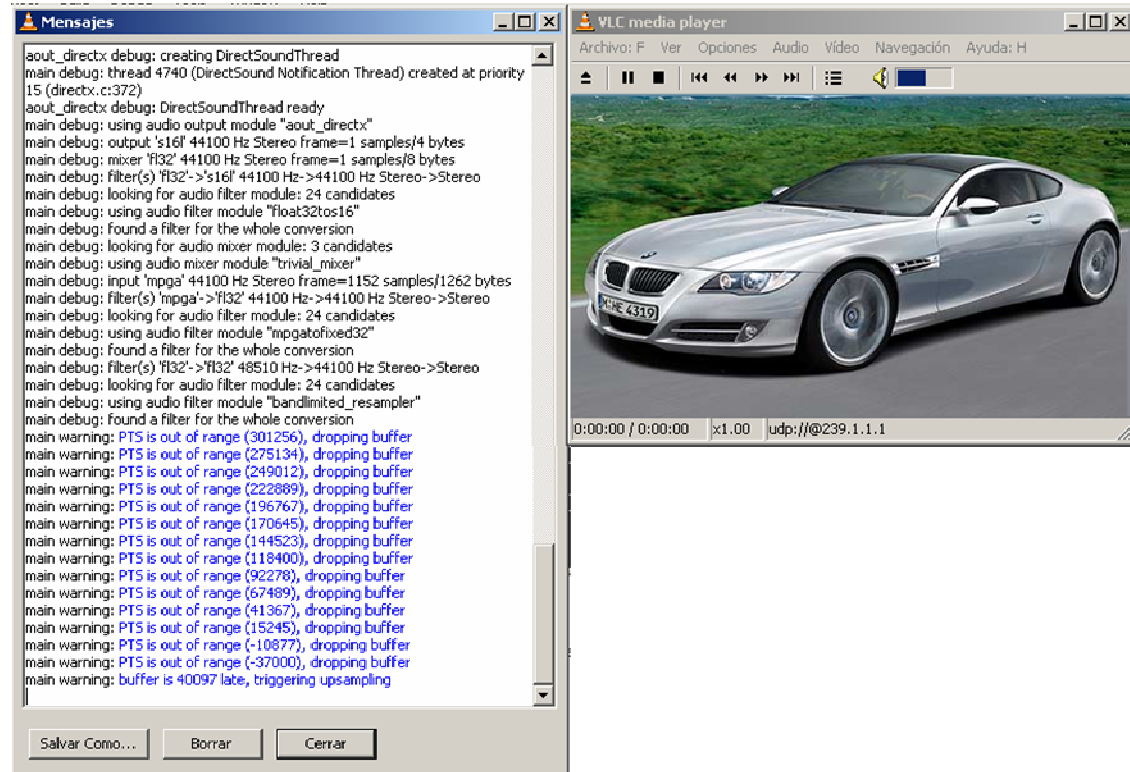 Mensajes
aout_directx debug: creating DirectSoundThread
main debug: thread 4740 (DirectSound Notification Thread) created at priority
15 (directx.c:372)
aout_directx debug: DirectSoundThread ready
main debug: using audio output module "aout_directx"
main debug: output 's16l' 44100 Hz Stereo frame=1 samples/4 bytes
main debug: mixer 'fl32' 44100 Hz Stereo frame=1 samples/8 bytes
main debug: filter(s) 'fl32'->'s16l' 44100 Hz->44100 Hz Stereo->Stereo
main debug: looking for audio filter module: 24 candidates
main debug: using audio filter module "float32tos16"
main debug: found a filter for the whole conversion
main debug: looking for audio mixer module: 3 candidates
main debug: using audio mixer module "trivial_mixer"
main debug: input 'mpga' 44100 Hz Stereo frame=1152 samples/1262 bytes
main debug: filter(s) 'mpga'->'fl32' 44100 Hz->44100 Hz Stereo->Stereo
main debug: looking for audio filter module: 24 candidates
main debug: using audio filter module "mpgatofixed32"
main debug: found a filter for the whole conversion
main debug: filter(s) 'fl32'->'fl32' 48510 Hz->44100 Hz Stereo->Stereo
main debug: looking for audio filter module: 24 candidates
main debug: using audio filter module "bandlimited_resampler"
main debug: found a filter for the whole conversion
main warning: PTS is out of range (301256), dropping buffer
main warning: PTS is out of range (275134), dropping buffer
main warning: PTS is out of range (249012), dropping buffer
main warning: PTS is out of range (222889), dropping buffer
main warning: PTS is out of range (196767), dropping buffer
main warning: PTS is out of range (170645), dropping buffer
main warning: PTS is out of range (144523), dropping buffer
main warning: PTS is out of range (118400), dropping buffer
main warning: PTS is out of range (92278), dropping buffer
main warning: PTS is out of range (67489), dropping buffer
main warning: PTS is out of range (41367), dropping buffer
main warning: PTS is out of range (15245), dropping buffer
main warning: PTS is out of range (-10877), dropping buffer
main warning: PTS is out of range (-37000), dropping buffer
main warning: buffer is 40097 late, triggering upsampling
Salvar Como... Borrar Cerrar
VLC media player
Archivo: F Ver Opciones Audio Vídeo Navegación Ayuda: H
M:HE 4319
0:00:00 / 0:00:00 x1.00 udp://@239.1.1.1